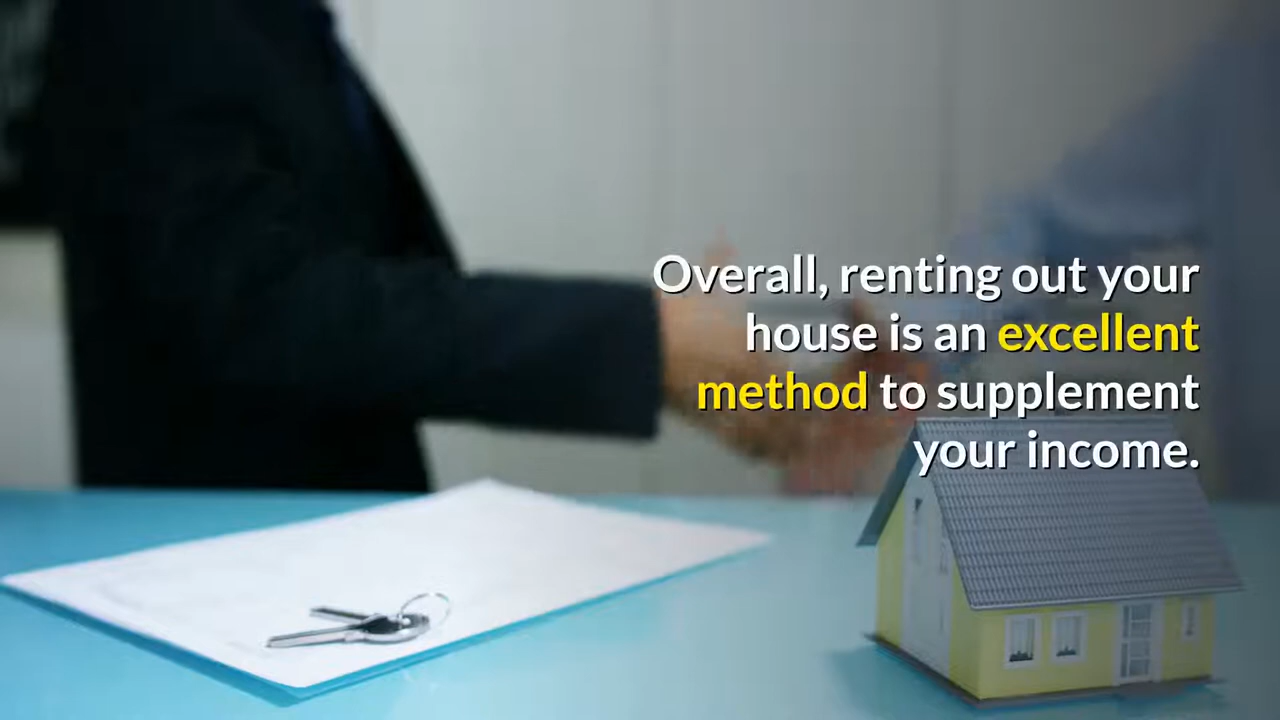 Overall, renting out your
house is an excellent
method to supplement
your income.